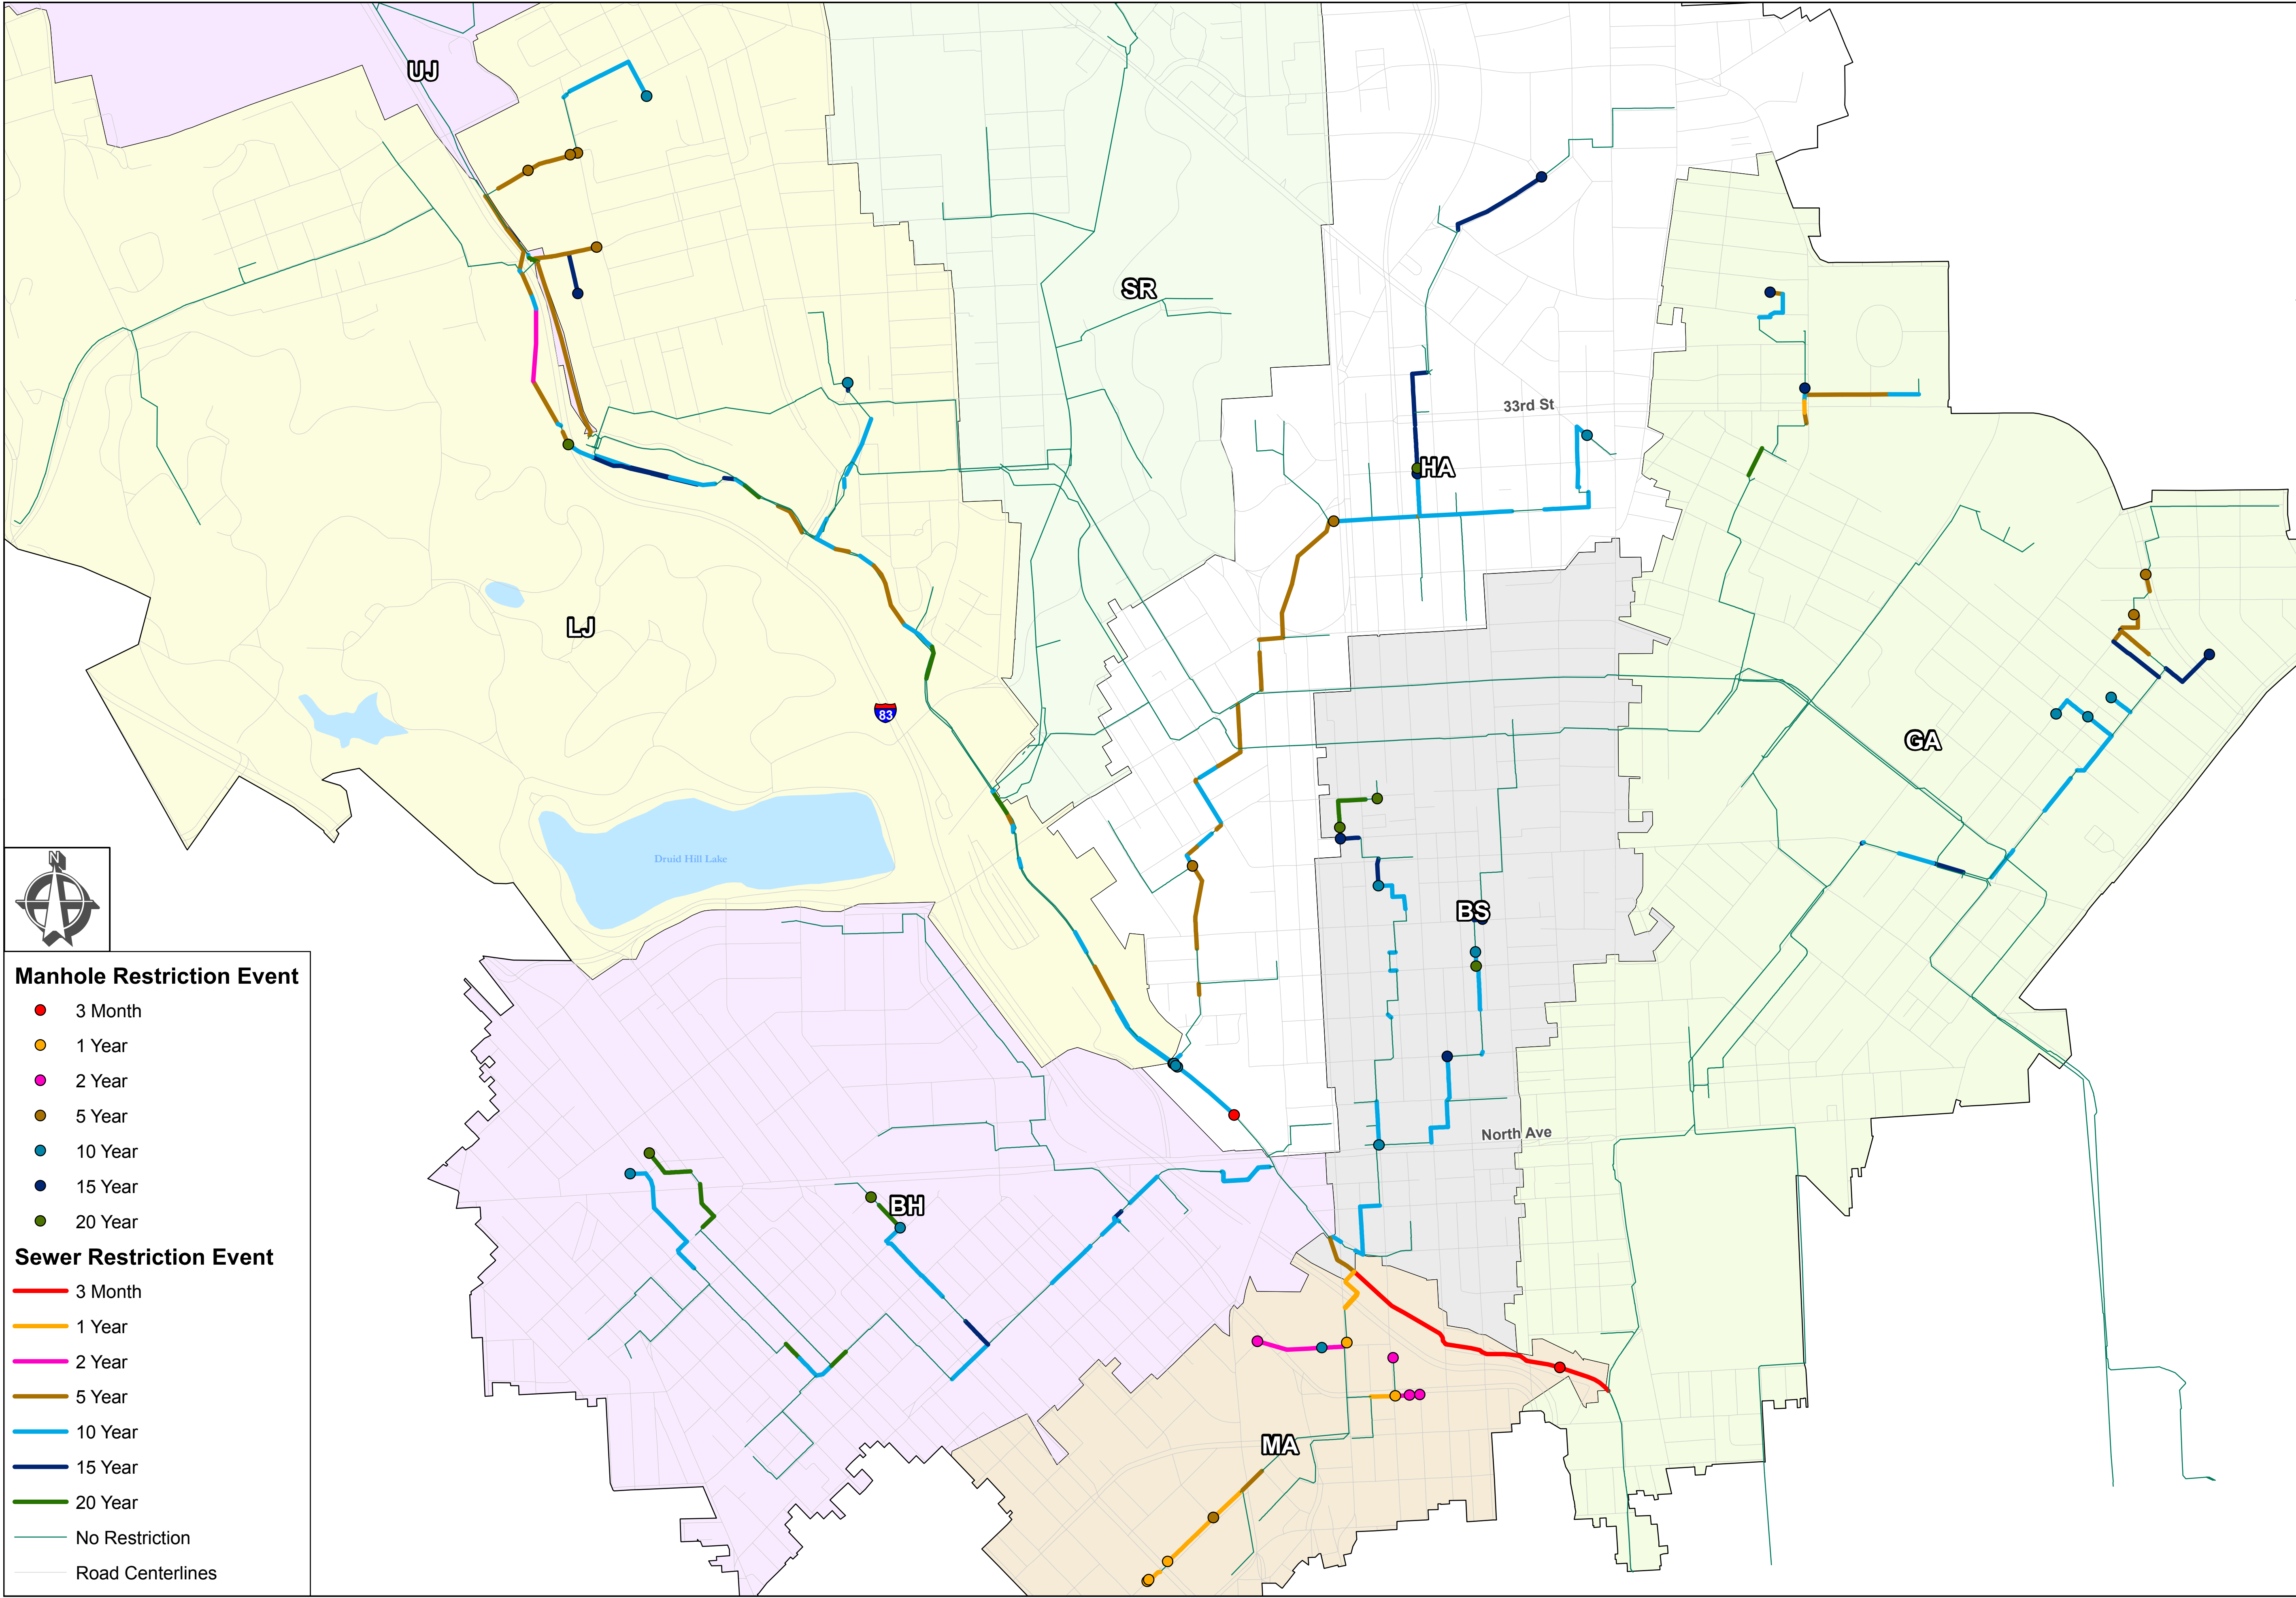 UJ
SR
33rd St
HA
LJ
83
GA
Druid Hill Lake
N
BS
Manhole Restriction Event
3 Month
1 Year
2 Year
5 Year
10 Year
15 Year
20 Year
North Ave
BH
Sewer Restriction Event
3 Month
1 Year
2 Year
5 Year
10 Year
15 Year
20 Year
No Restriction
Road Centerlines
MA